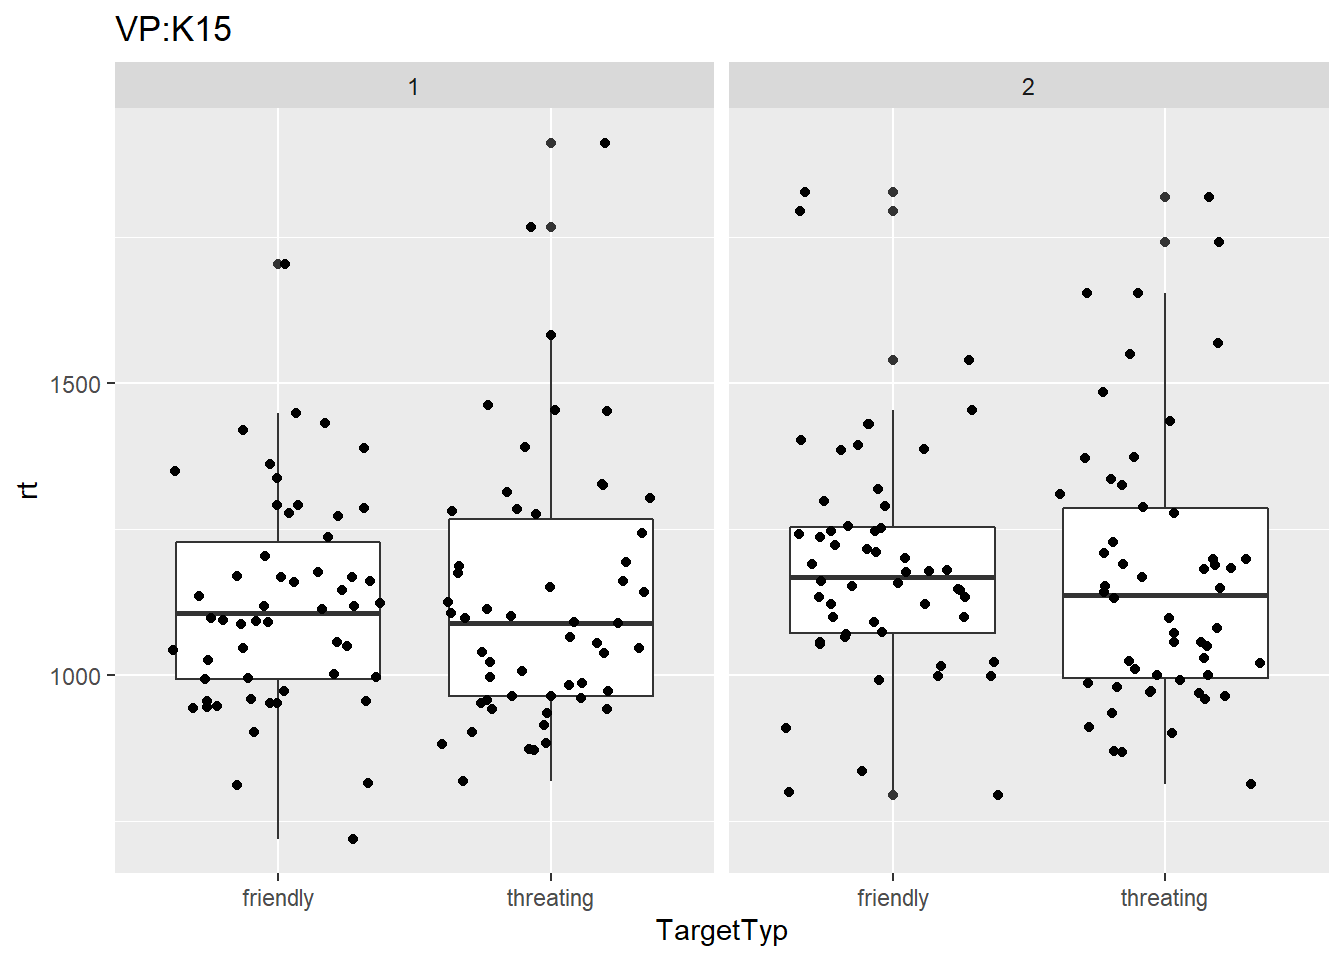 VP:K15
1 2
rt
1500
1000
friendly threating friendly threating
TargetTyp